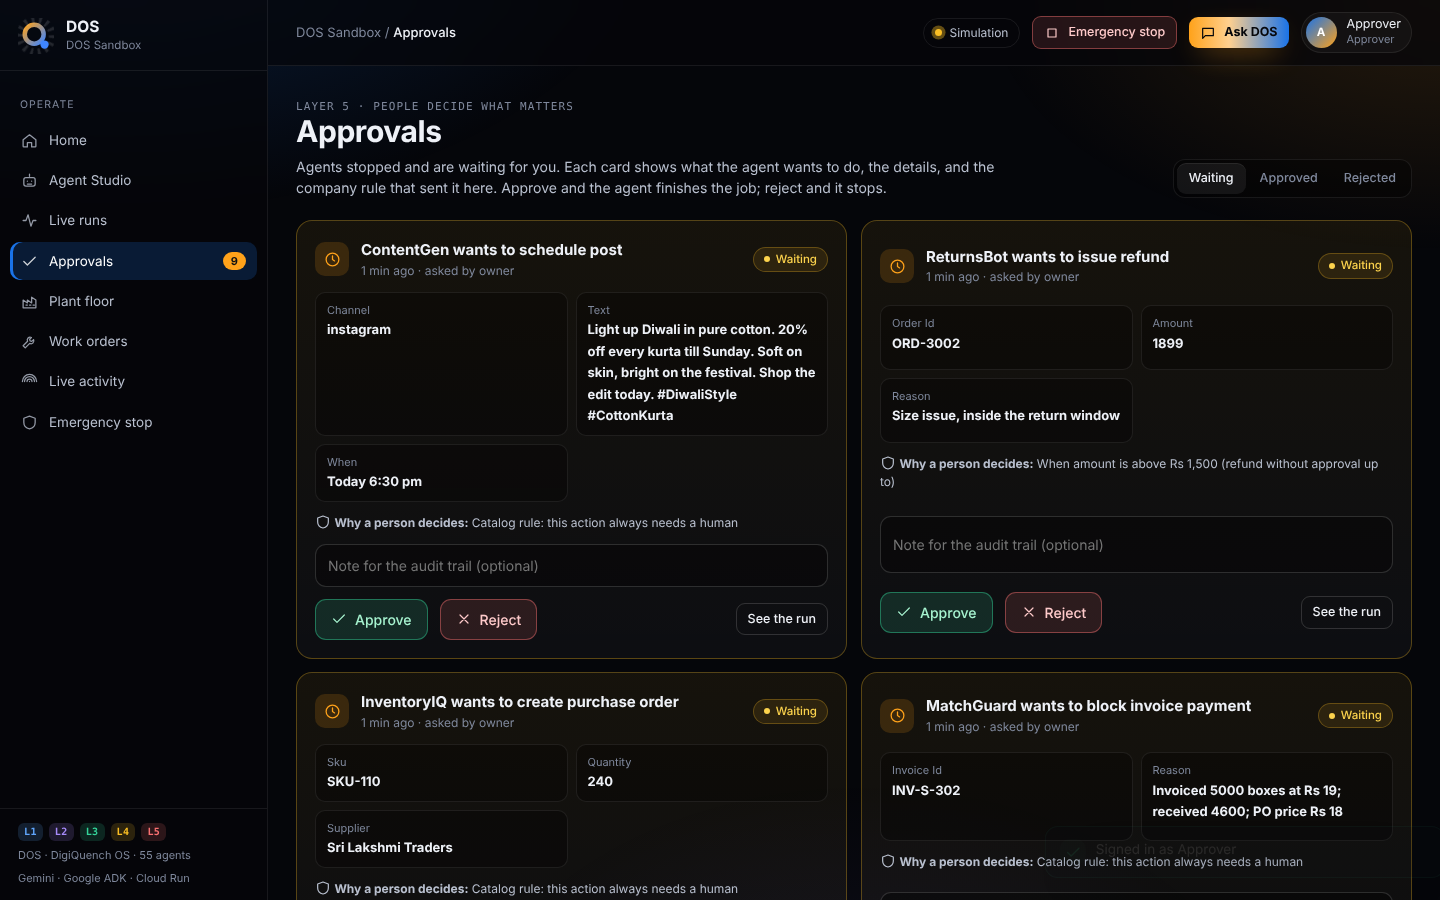 DOS
DOS Sandbox
OPERATE
Home
Agent Studio
Live runs
Approvals
9
Plant floor
Work orders
Live activity
Emergency stop
L1 L2 L3 L4 L5
DOS · DigiQuench OS · 55 agents
Gemini · Google ADK · Cloud Run
DOS Sandbox / Approvals
Simulation
Emergency stop
Ask DOS
A
Approver
Approver
LAYER 5 · PEOPLE DECIDE WHAT MATTERS
Approvals
Agents stopped and are waiting for you. Each card shows what the agent wants to do, the details, and the
company rule that sent it here. Approve and the agent finishes the job; reject and it stops.
Waiting
Approved
Rejected
ContentGen wants to schedule post
1 min ago · asked by owner
Waiting
Channel
instagram
Text
Light up Diwali in pure cotton. 20%
off every kurta till Sunday. Soft on
skin, bright on the festival. Shop the
edit today. #DiwaliStyle
#CottonKurta
When
Today 6:30 pm
Why a person decides: Catalog rule: this action always needs a human
Note for the audit trail (optional)
Approve
Reject
See the run
ReturnsBot wants to issue refund
1 min ago · asked by owner
Waiting
Order Id
ORD-3002
Amount
1899
Reason
Size issue, inside the return window
Why a person decides: When amount is above Rs 1,500 (refund without approval up
to)
Note for the audit trail (optional)
Approve
Reject
See the run
InventoryIQ wants to create purchase order
1 min ago · asked by owner
Waiting
Sku
SKU-110
Quantity
240
Supplier
Sri Lakshmi Traders
Why a person decides: Catalog rule: this action always needs a human
MatchGuard wants to block invoice payment
1 min ago · asked by owner
Waiting
Invoice Id
INV-S-302
Reason
Invoiced 5000 boxes at Rs 19;
received 4600; PO price Rs 18
Signed in as Approver
Why a person decides: Catalog rule: this action always needs a human